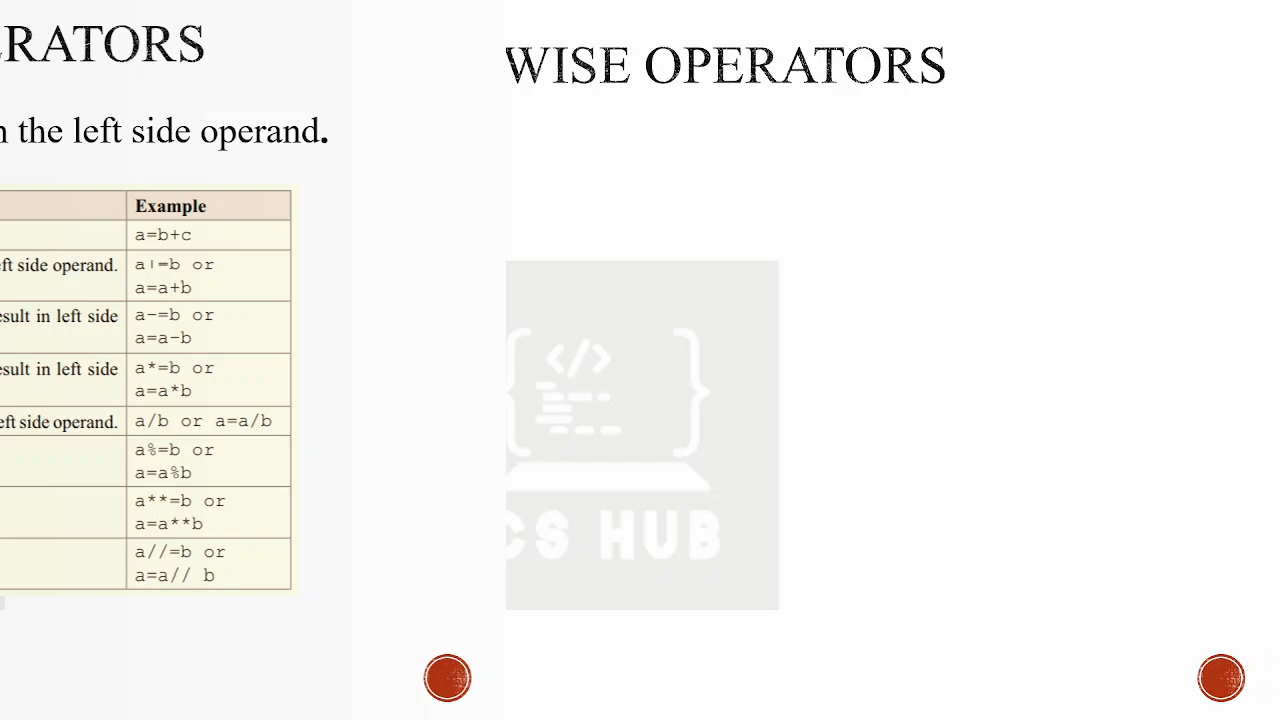 ERATORS
n the left side operand.
Example
a=b+c
eft side operand. a+=b or
a=a+b
esult in left side a-=b or
a=a-b
esult in left side a*=b or
a=a*b
eft side operand. a/b or a=a/b
a%=b or
a=a%b
a**=b or
a=a**b
a//=b or
a=a// b
WISE OPERATORS
</>
CS HUB